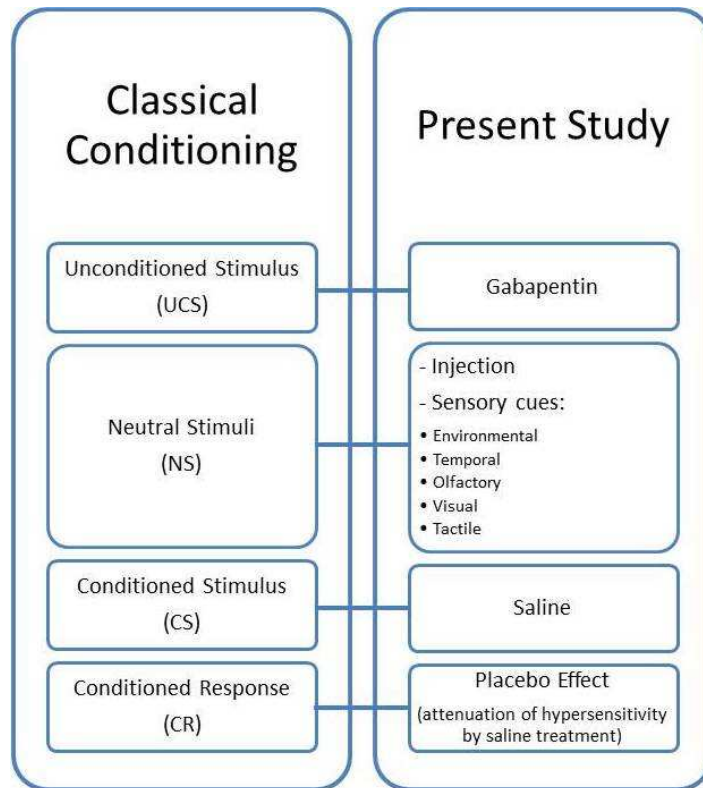 Classical
Conditioning
Unconditioned Stimulus
(UCS)
Neutral Stimuli
(NS)
Conditioned Stimulus
(CS)
Conditioned Response
(CR)
Present Study
Gabapentin
- Injection
- Sensory cues:
• Environmental
• Temporal
• Olfactory
• Visual
• Tactile
Saline
Placebo Effect
(attenuation of hypersensitivity
by saline treatment)